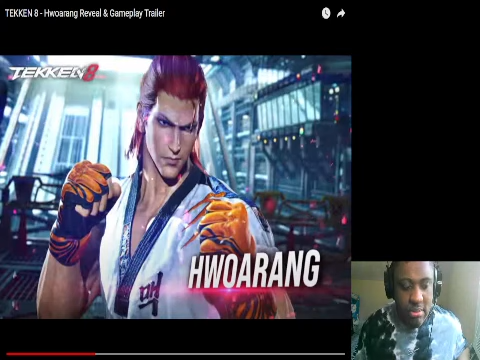 TEKKEN 8 - Hwoarang Reveal & Gameplay Trailer
TEKKEN 8
HWOARANG